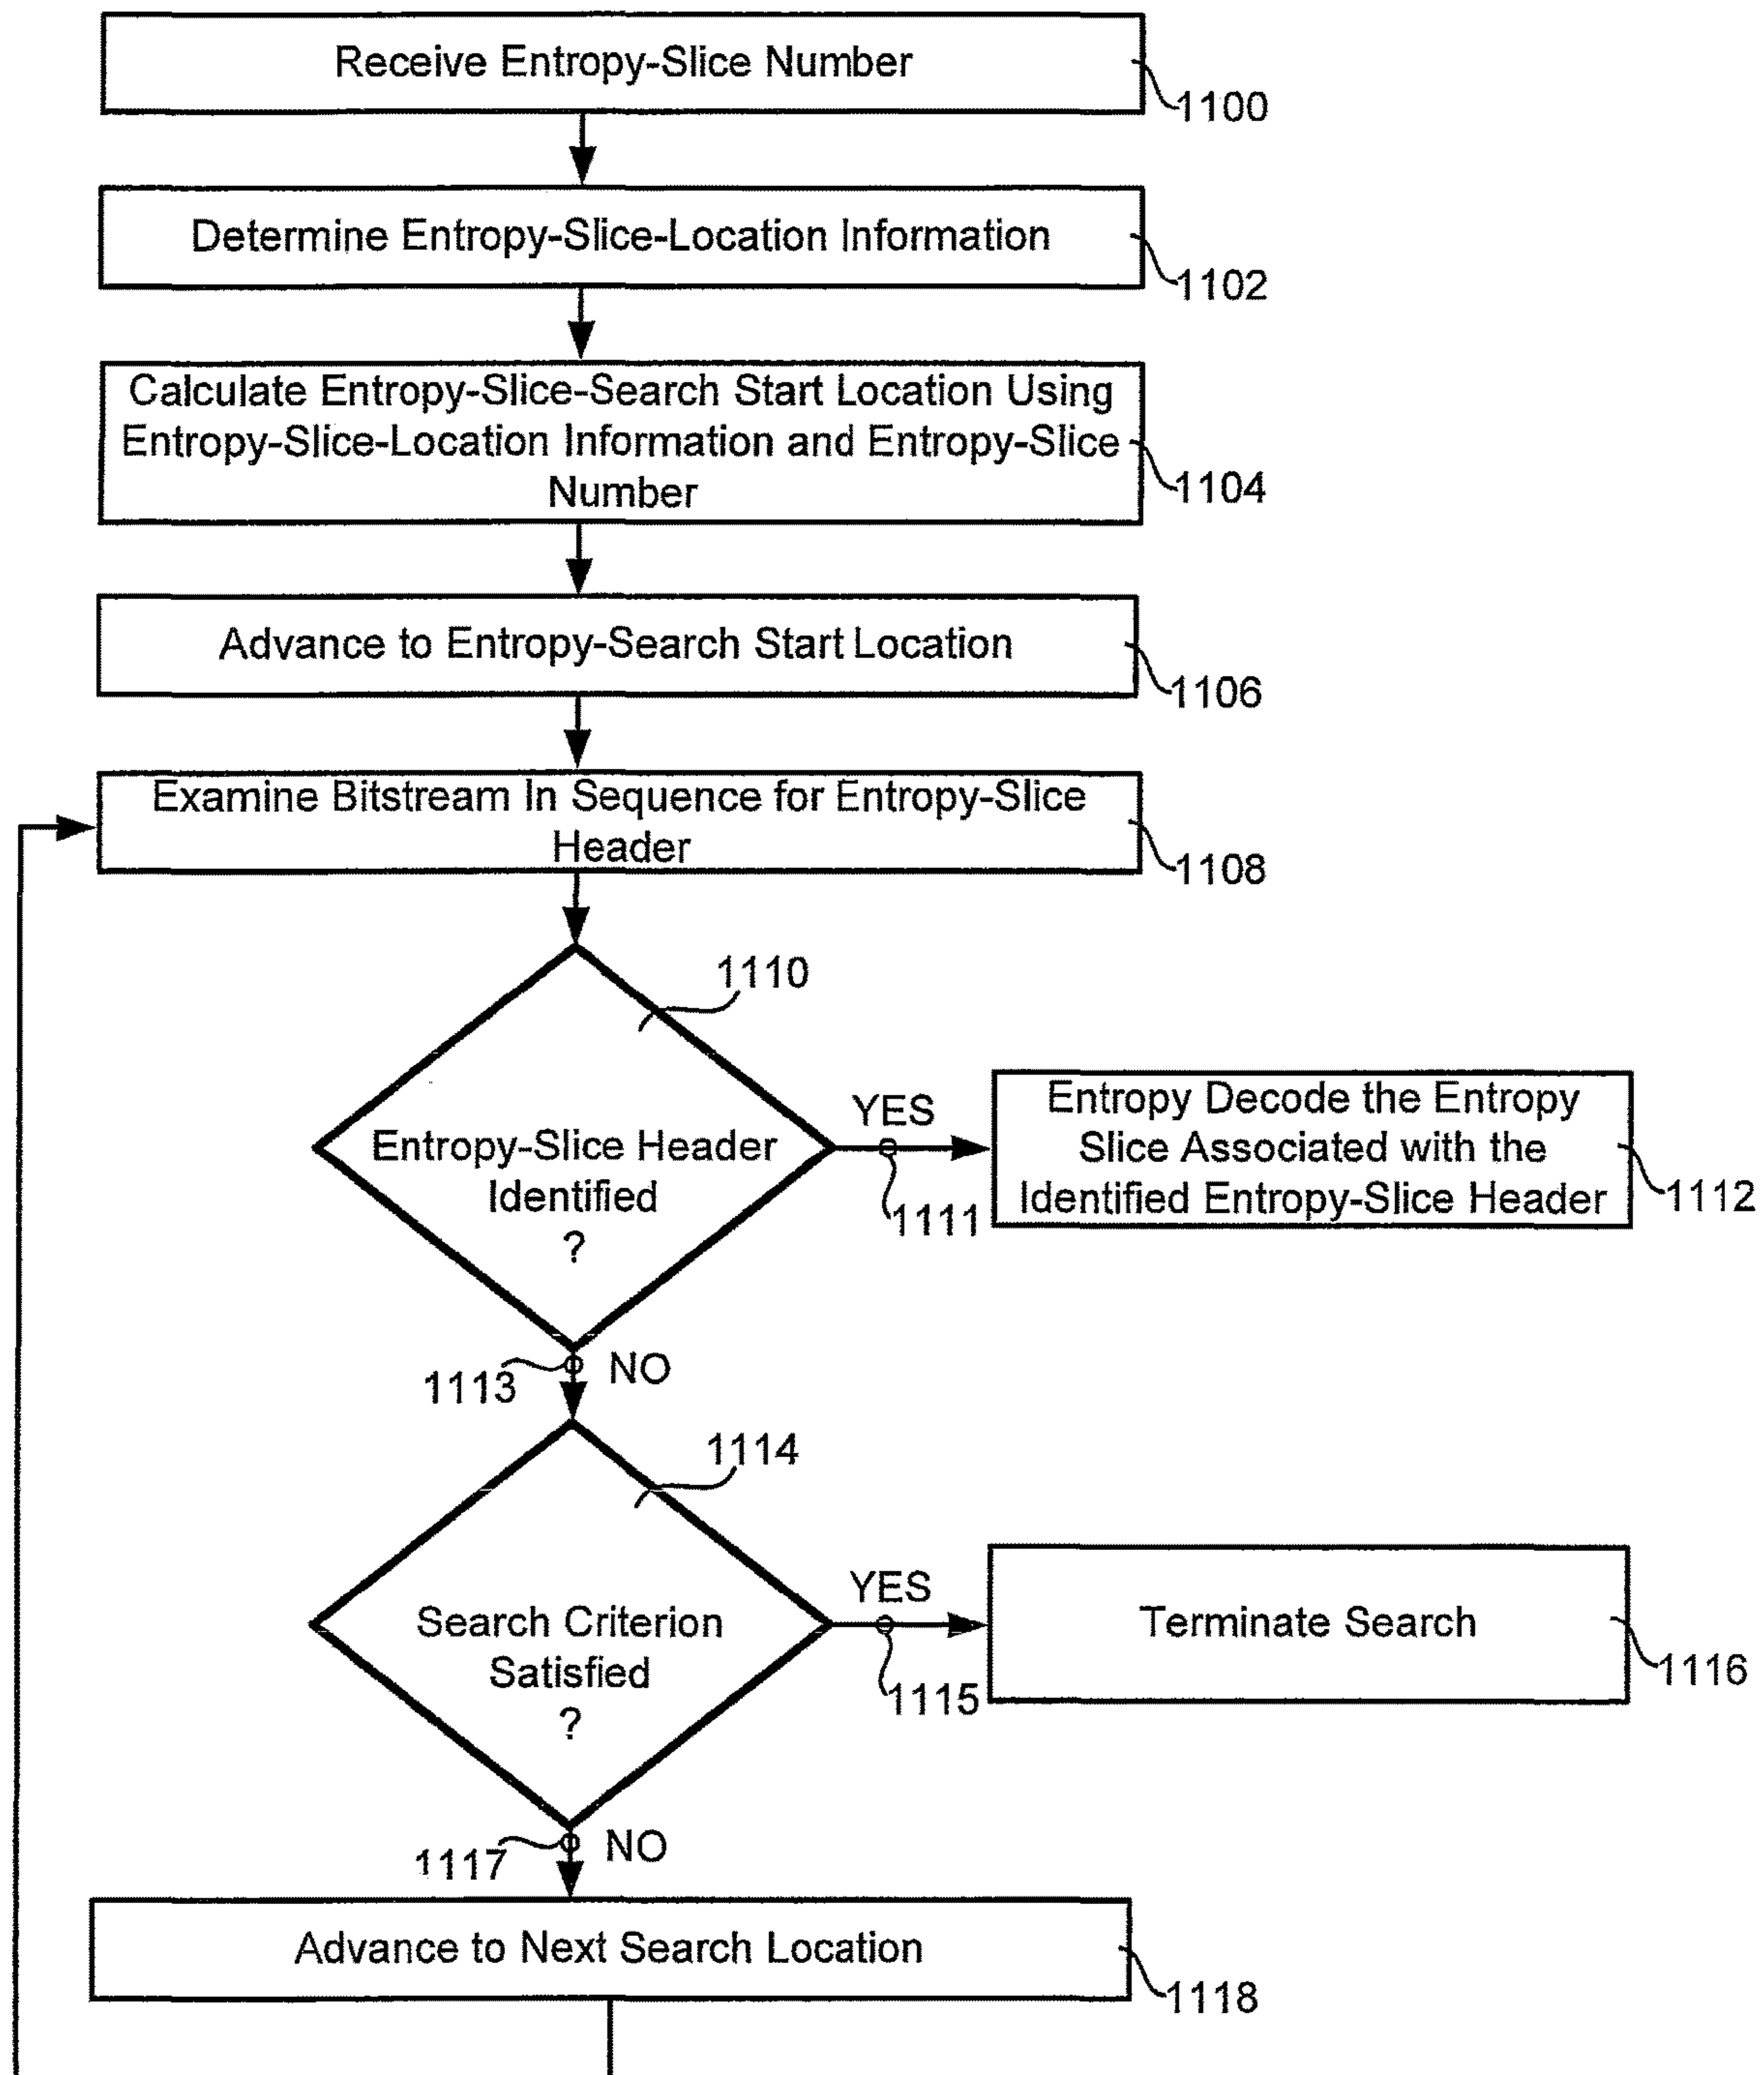 Receive Entropy-Slice Number
1100
Determine Entropy-Slice-Location Information
1102
Calculate Entropy-Slice-Search Start Location Using
Entropy-Slice-Location Information and Entropy-Slice
Number
1104
Advance to Entropy-Search Start Location
1106
Examine Bitstream In Sequence for Entropy-Slice
Header
1108
1110
Entropy-Slice Header
Identified
?
YES
1111
Entropy Decode the Entropy
Slice Associated with the
Identified Entropy-Slice Header
1112
1113
NO
1114
Search Criterion
Satisfied
?
YES
1115
Terminate Search
1116
1117
NO
Advance to Next Search Location
1118